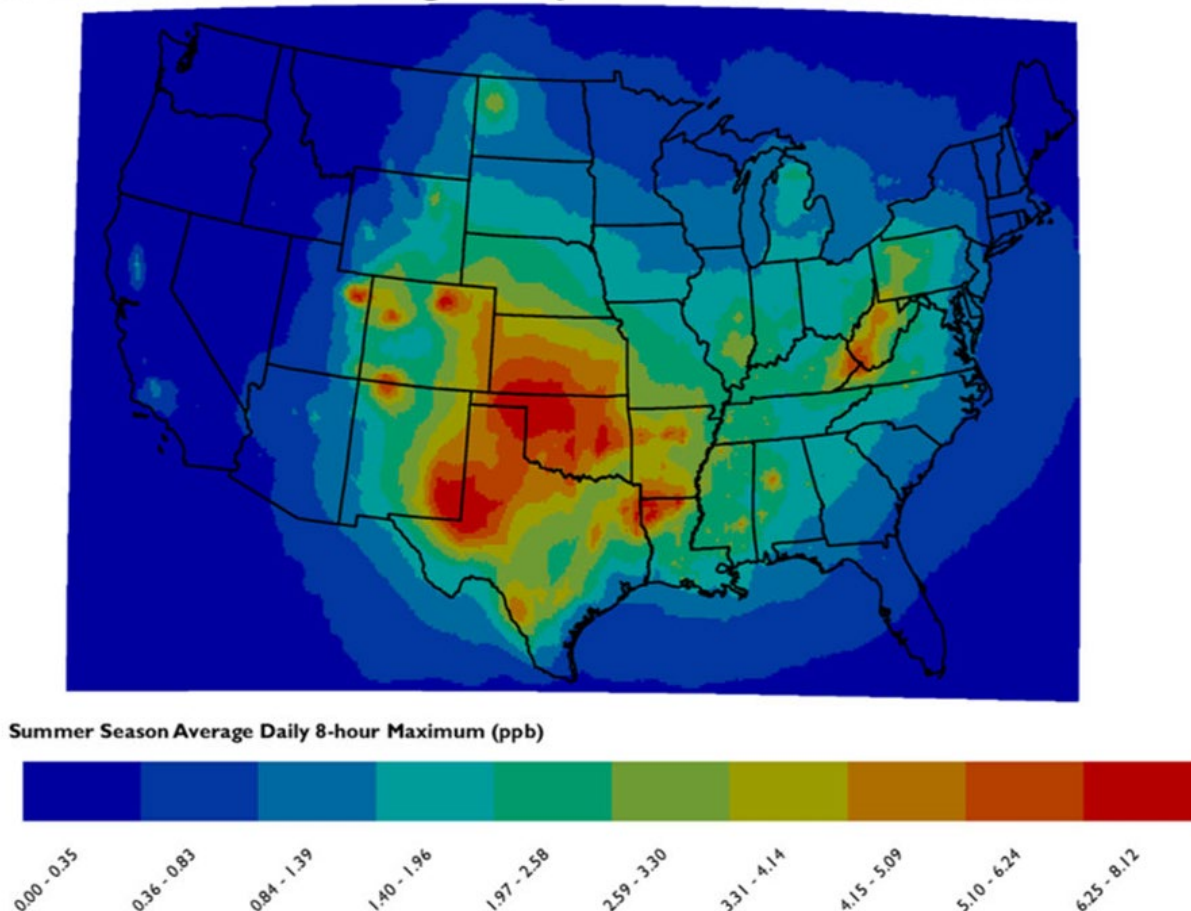 Summer Season Average Daily 8-hour Maximum (ppb)
0.00 - 0.35
0.36 - 0.83
0.84 - 1.39
1.40 - 1.96
1.97 - 2.58
2.59 - 3.30
3.31 - 4.14
4.15 - 5.09
5.10 - 6.24
6.25 - 8.12